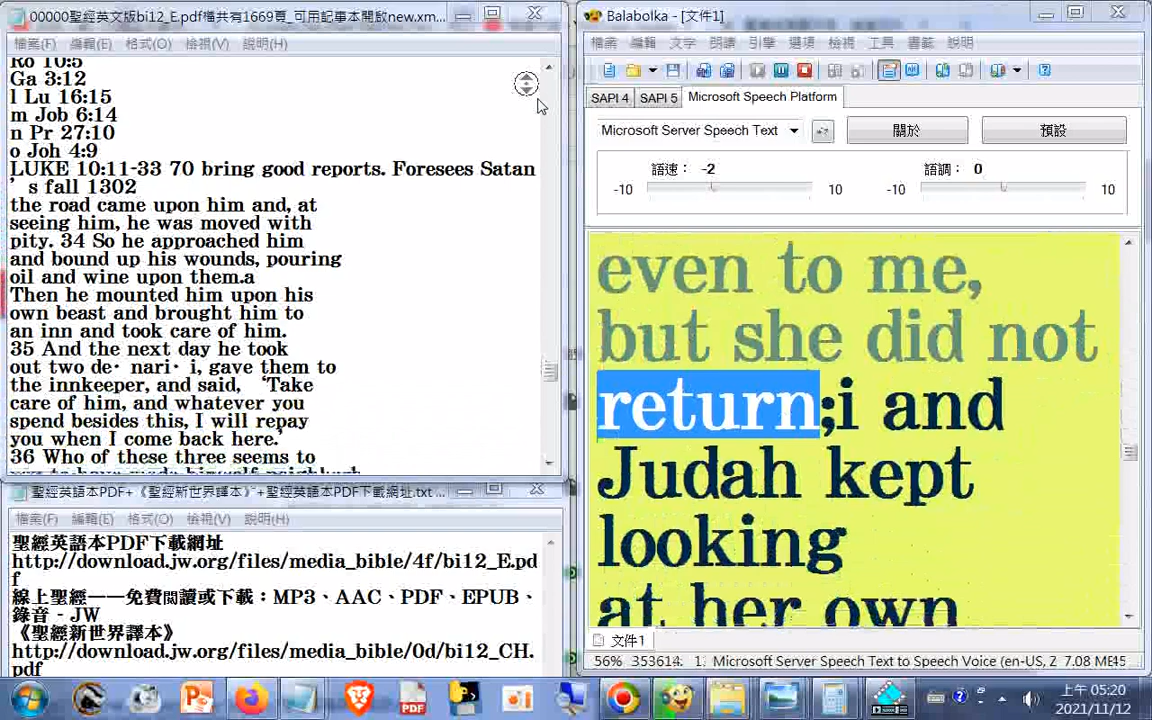 00000聖經英文版bi12_E.pdf檔共有1669頁_可用記事本開啟new.xm...
檔案(F) 編輯(E) 格式(O) 檢視(V) 說明(H)
Ro 10:5
Ga 3:12
l Lu 16:15
m Job 6:14
n Pr 27:10
o Joh 4:9
LUKE 10:11-33 70 bring good reports. Foresees Satan
’s fall 1302
the road came upon him and, at
seeing him, he was moved with
pity. 34 So he approached him
and bound up his wounds, pouring
oil and wine upon them.a
Then he mounted him upon his
own beast and brought him to
an inn and took care of him.
35 And the next day he took
out two de· nari· i, gave them to
the innkeeper, and said, ‘Take
care of him, and whatever you
spend besides this, I will repay
you when I come back here.’
36 Who of these three seems to
聖經英語本PDF+《聖經新世界譯本》+聖經英語本PDF下載網址.txt ...
檔案(F) 編輯(E) 格式(O) 檢視(V) 說明(H)
聖經英語本PDF下載網址
http://download.jw.org/files/media_bible/4f/bi12_E.pd
f
線上聖經——免費閱讀或下載：MP3、AAC、PDF、EPUB、
錄音 - JW
《聖經新世界譯本》
http://download.jw.org/files/media_bible/0d/bi12_CH.
pdf
Balabolka - [文件1]
檔案 編輯 文字 朗讀 引擎 選項 檢視 工具 書籤 說明
SAPI 4 SAPI 5 Microsoft Speech Platform
Microsoft Server Speech Text 關於 預設
語速： -2 語調： 0
-10 10 -10 10
even to me,
but she did not
return;i and
Judah kept
looking
at her own
文件1
56% 353614. 1. Microsoft Server Speech Text to Speech Voice (en-US, 2 7.08 ME45
上午 05:20
2021/11/12